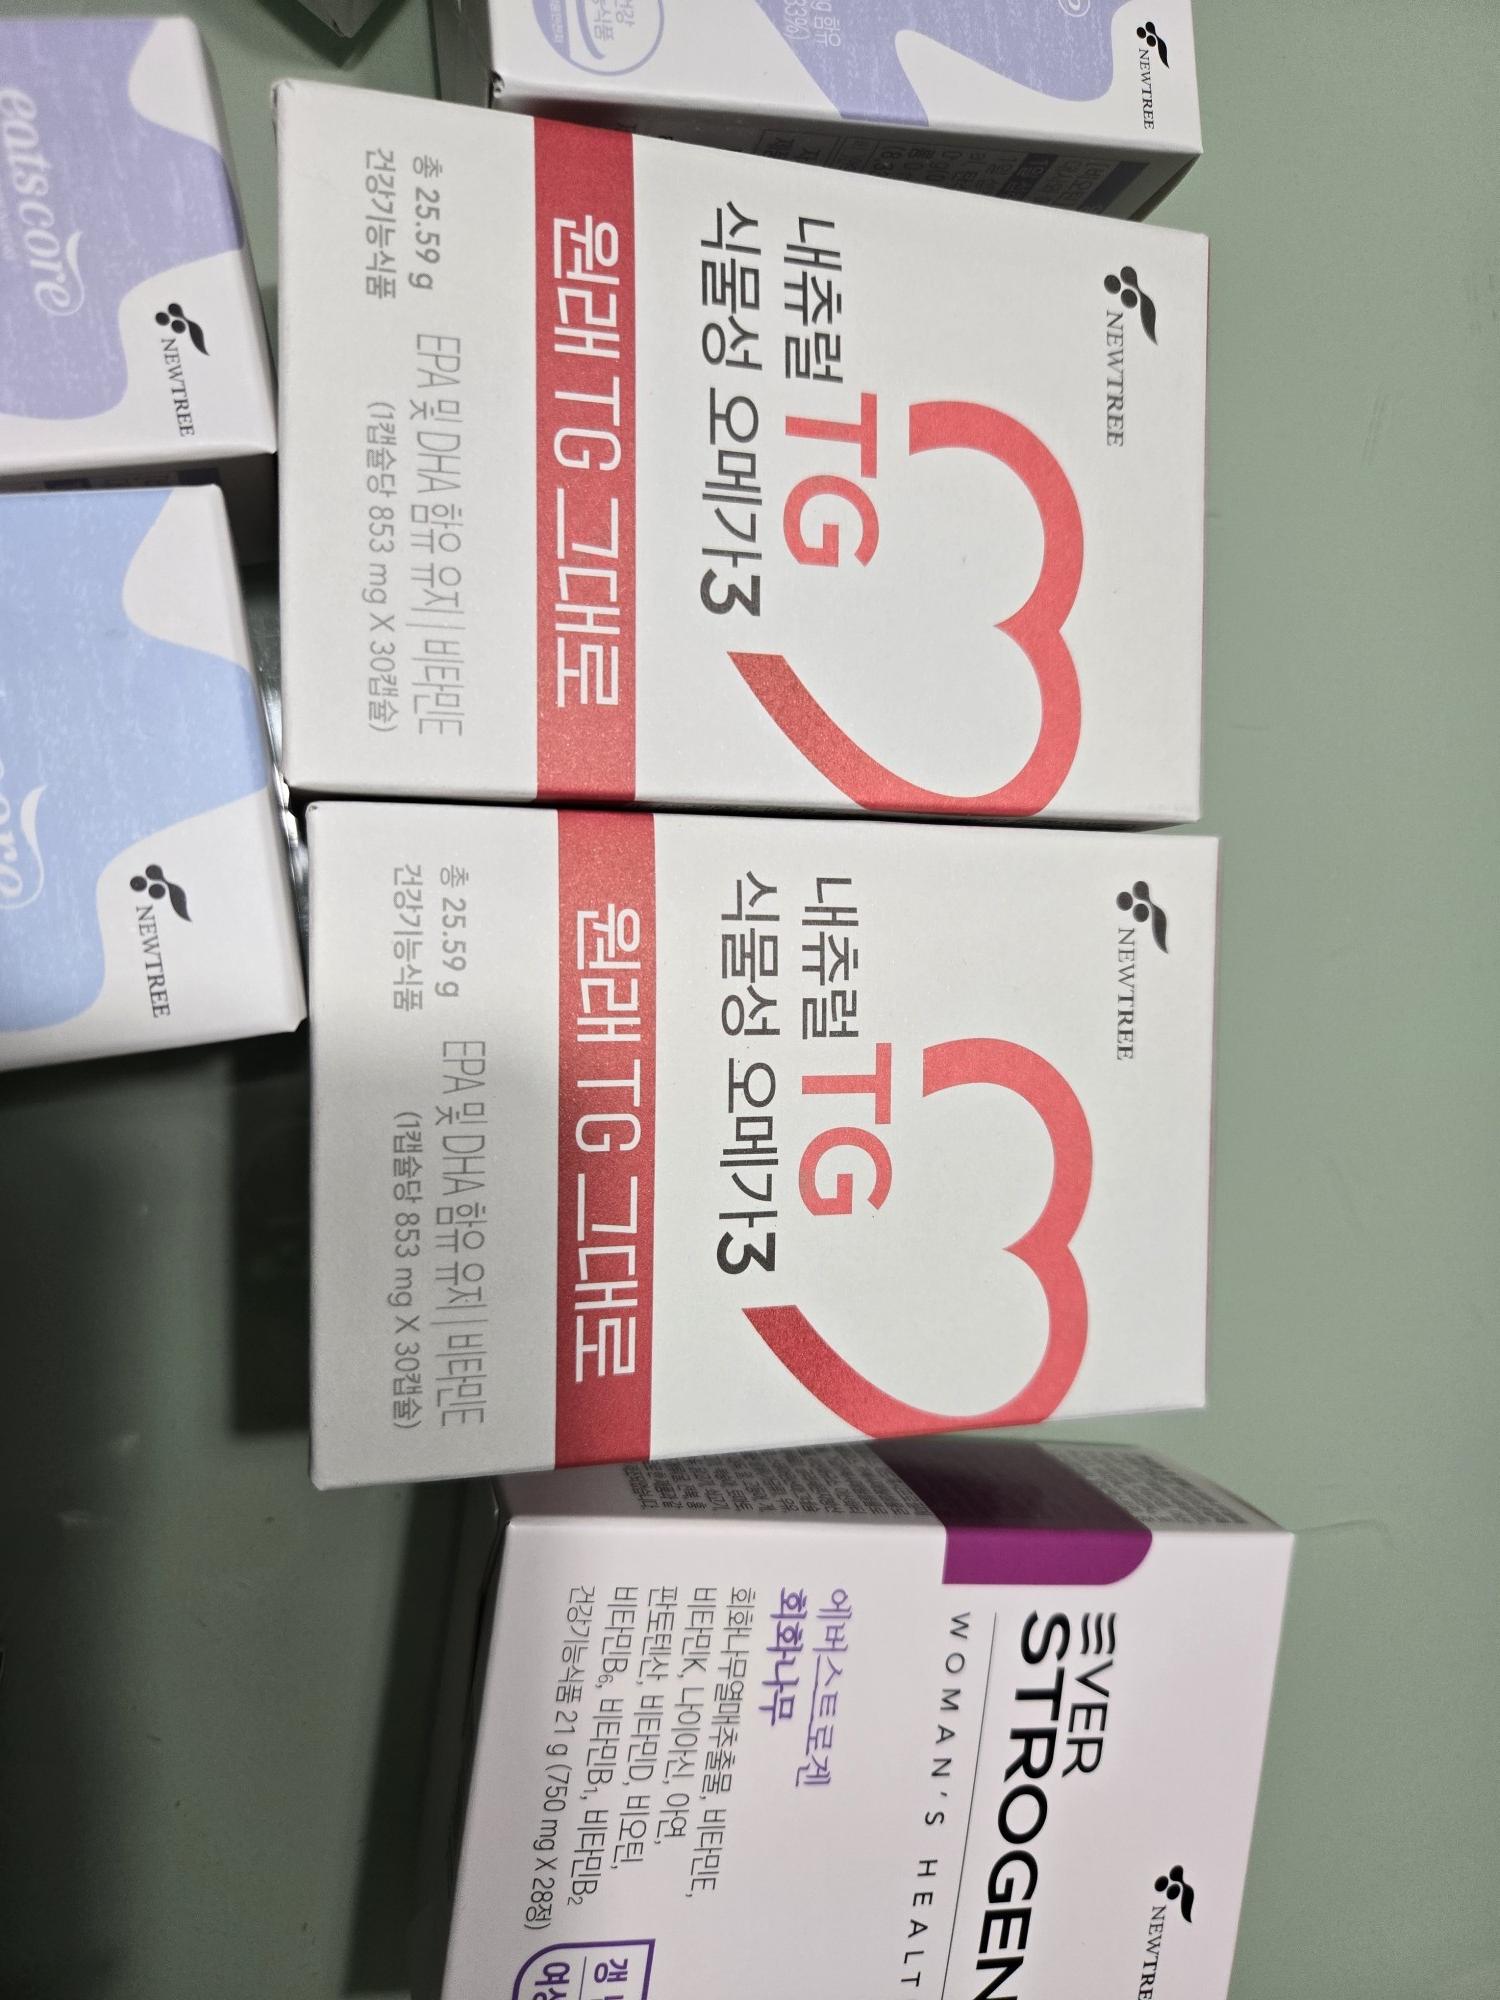 eatscore
NEWTREE
NEWTREE
NEWTREE
NEWTREE
내츄럴 TG
식물성 오메가3
원래 TG 그대로
총 25.59 g
건강기능식품
EPA 및 DHA 함유 유지 | 비타민E
(1캡슐당 853 mg X 30캡슐)
NEWTREE
내츄럴 TG
식물성 오메가3
원래 TG 그대로
총 25.59 g
건강기능식품
EPA 및 DHA 함유 유지 | 비타민E
(1캡슐당 853 mg X 30캡슐)
NEWTREE
EVER
STROGEN
WOMAN'S HEALT
에버스트로젠
회화나무
회화나무열매추출물, 비타민E,
비타민K, 나이아신, 아연,
판토텐산, 비타민D, 비오틴,
비타민B6, 비타민B1, 비타민B2
건강기능식품 21 g (750 mg X 28정)